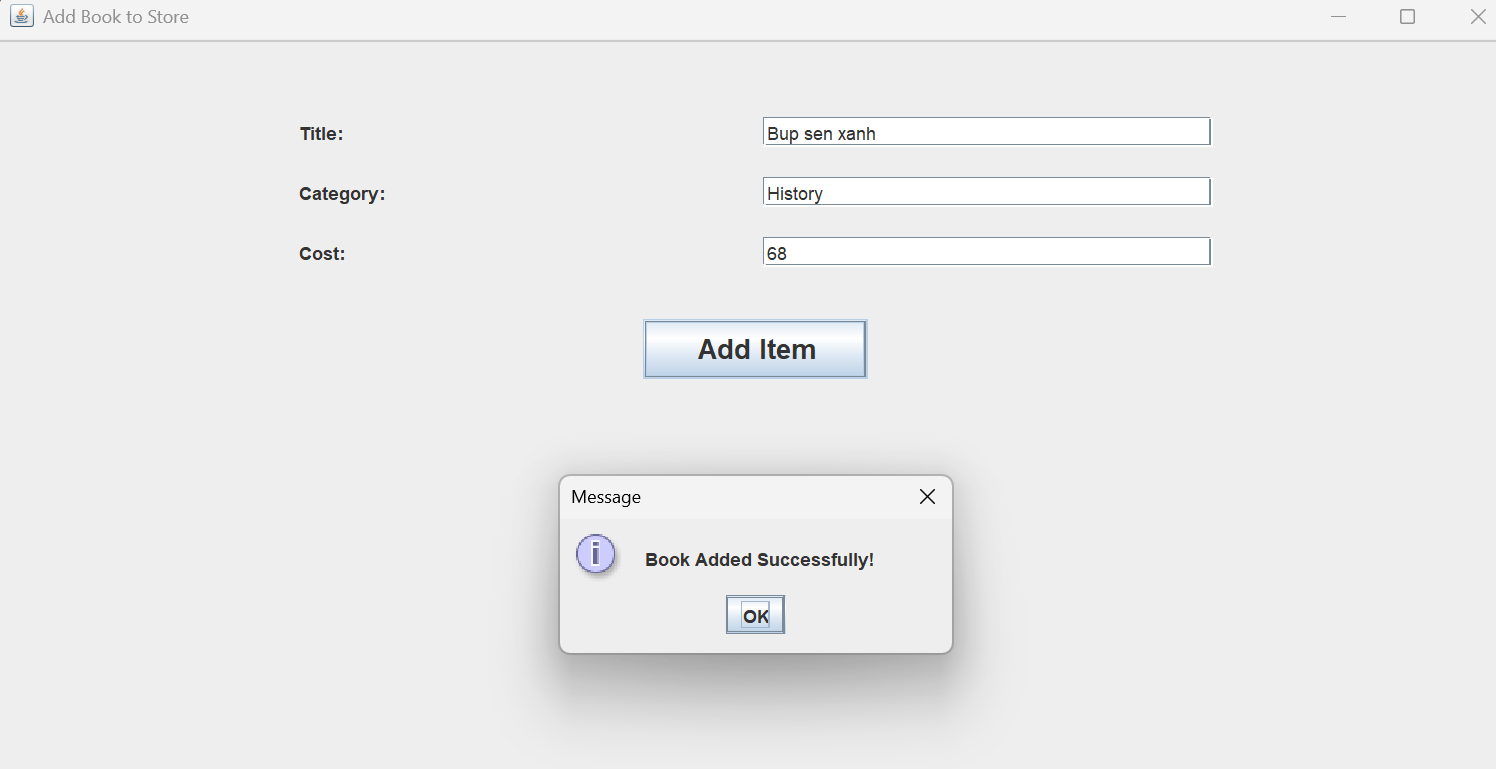 Add Book to Store
Title: Bup sen xanh
Category: History
Cost: 68
Add Item
Message
i
Book Added Successfully!
OK